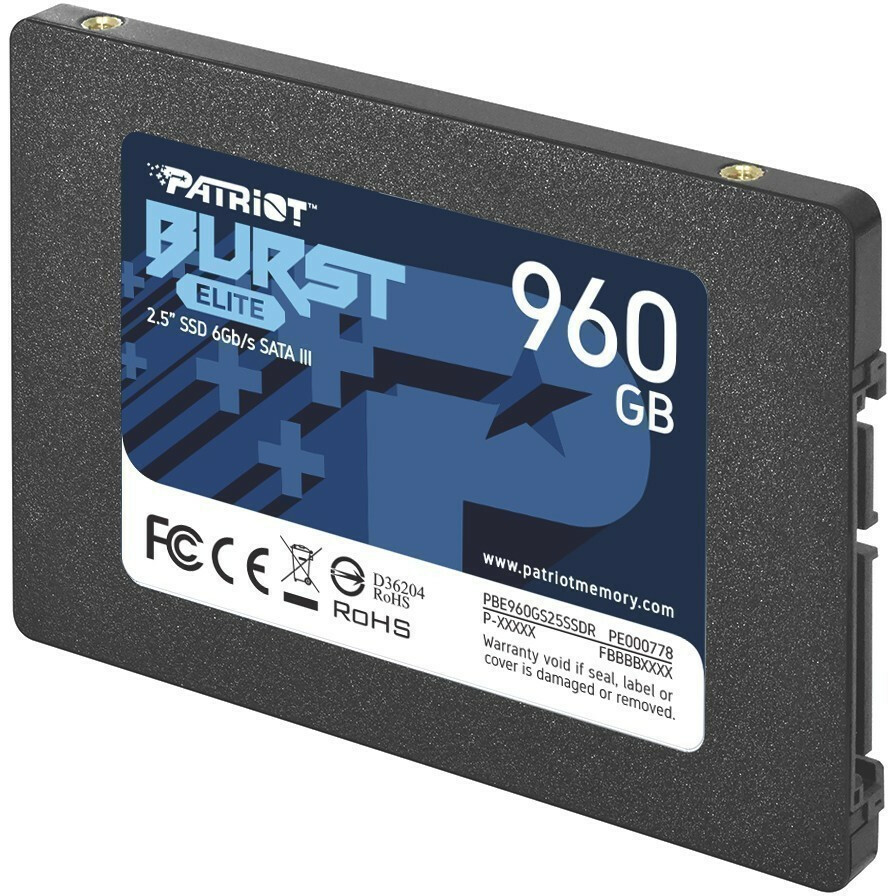 PATRIOT™
BURST
ELITE
2.5” SSD 6Gb/s SATA III
960
GB
FC CE
D36204
RoHS
RoHS
www.patriotmemory.com
PBE960GS25SSDR PE000778
P-XXXXX FBBBBXXXX
Warranty void if seal, label or
cover is damaged or removed.